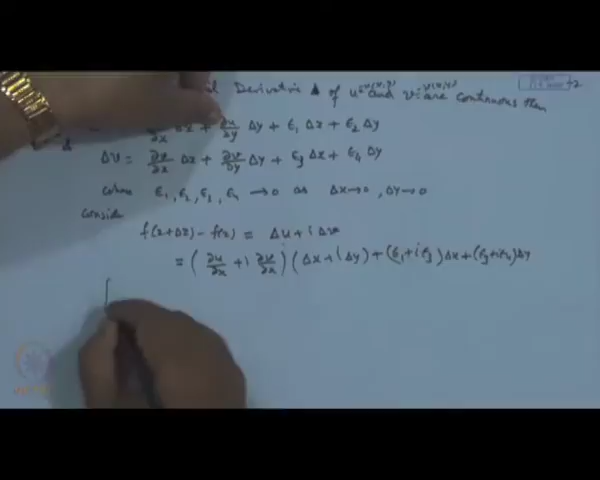 Derivative of u=u(x,y) and v=v(x,y) are continuous then
∂x Δx + ∂u/∂y Δy + ε₁ Δx + ε₂ Δy
&
Δv = ∂v/∂x Δx + ∂v/∂y Δy + ε₃ Δx + ε₄ Δy
where ε₁, ε₂, ε₃, ε₄ → 0 as Δx→0, Δy→0
Consider
f(z+Δz) − f(z) = Δu + i Δv
= (∂u/∂x + i ∂v/∂x)(Δx + i Δy) + (ε₁+iε₃)Δx + (ε₂+iε₄)Δy